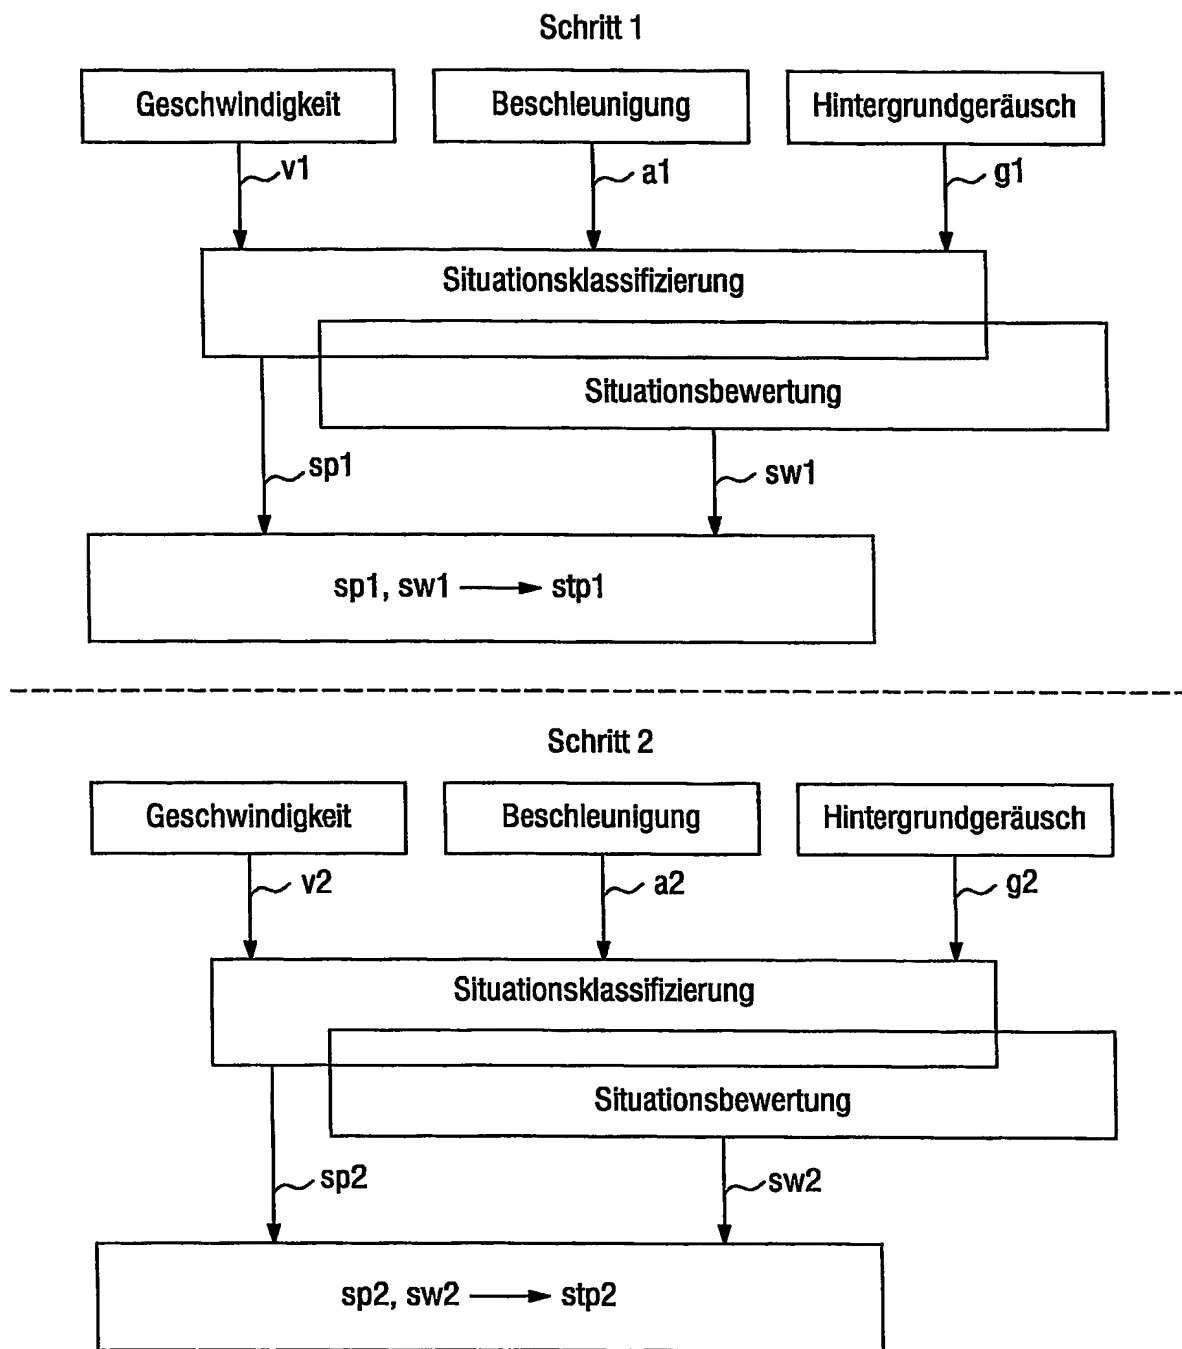 Schritt 1
Geschwindigkeit Beschleunigung Hintergrundgeräusch
v1 a1 g1
Situationsklassifizierung
Situationsbewertung
sp1 sw1
sp1, sw1 → stp1
Schritt 2
Geschwindigkeit Beschleunigung Hintergrundgeräusch
v2 a2 g2
Situationsklassifizierung
Situationsbewertung
sp2 sw2
sp2, sw2 → stp2